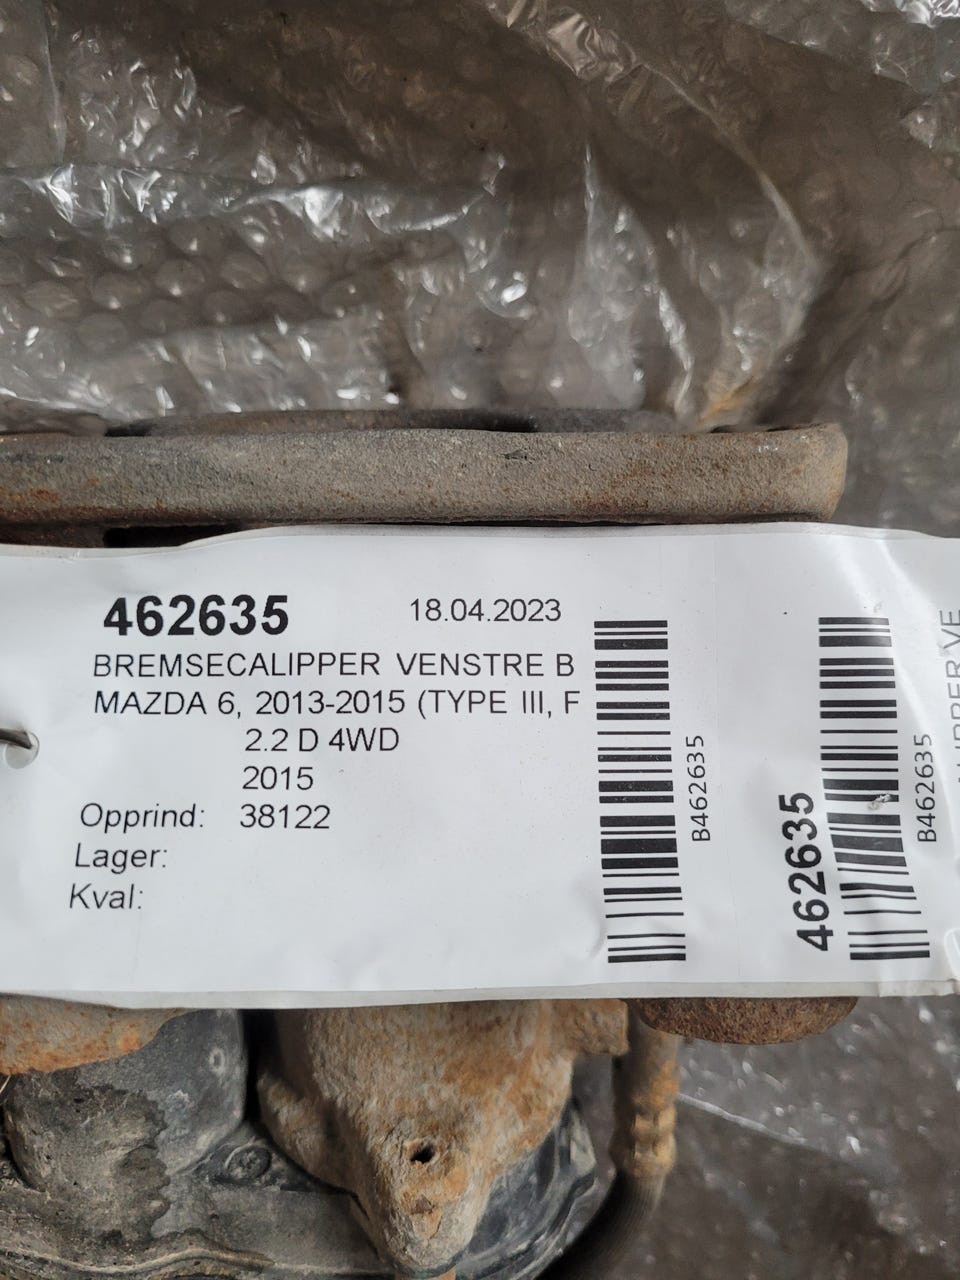 462635 18.04.2023
BREMSECALIPPER VENSTRE B
MAZDA 6, 2013-2015 (TYPE III, F
2.2 D 4WD
2015
Opprind: 38122
Lager:
Kval:
B462635
462635
B462635
VE